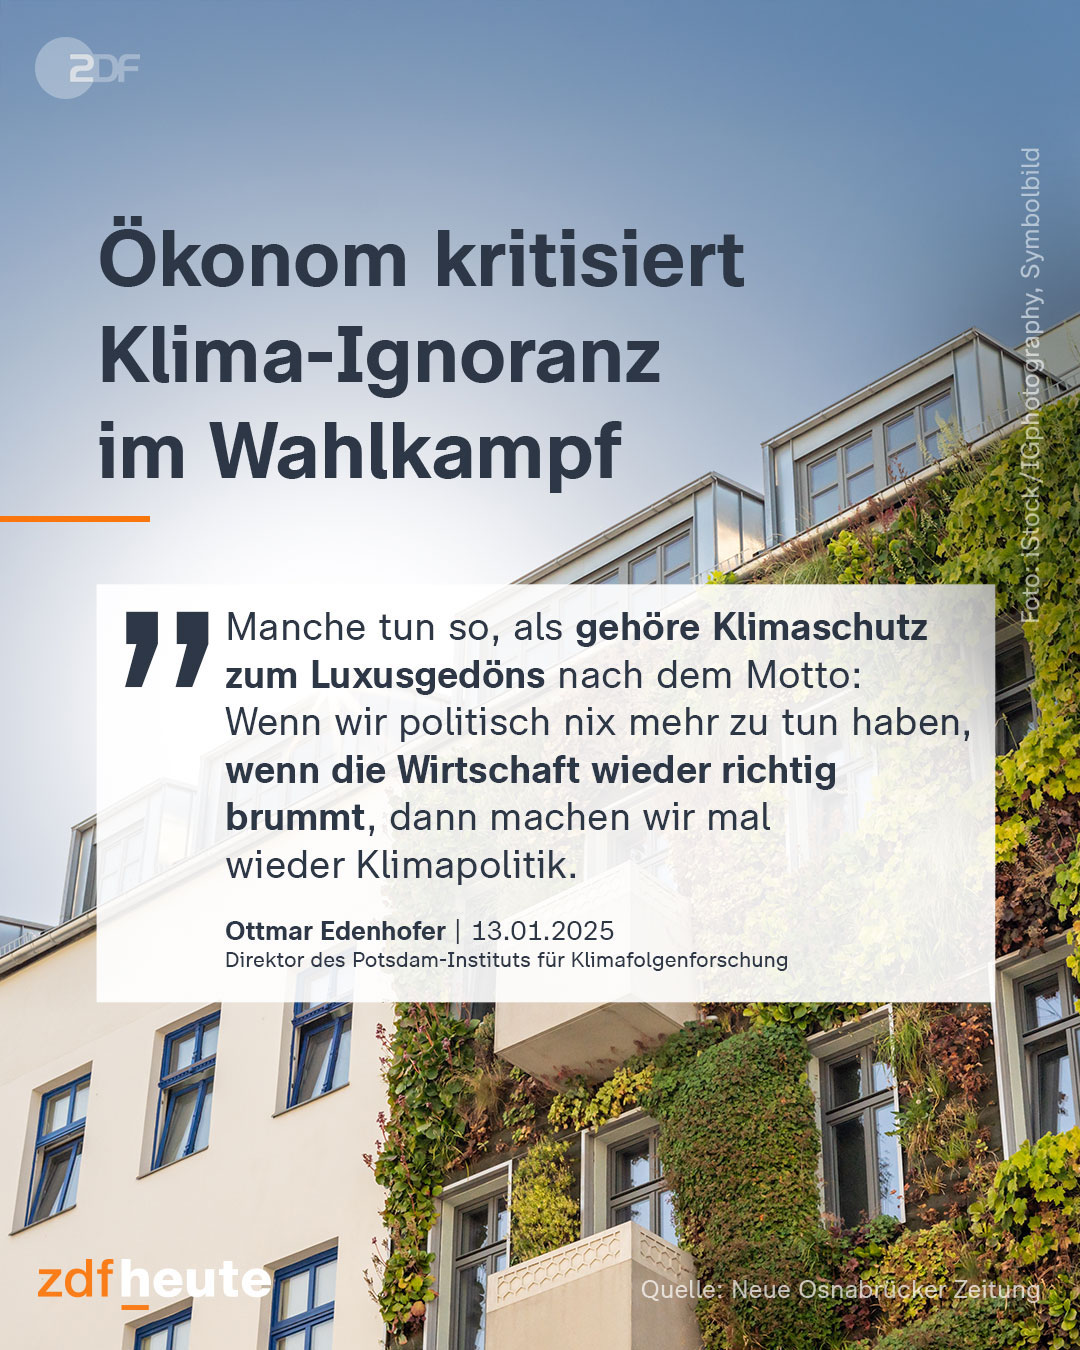 ZDF
Ökonom kritisiert
Klima-Ignoranz
im Wahlkampf
Foto: iStock/IGphotography, Symbolbild
"Manche tun so, als gehöre Klimaschutz
zum Luxusgedöns nach dem Motto:
Wenn wir politisch nix mehr zu tun haben,
wenn die Wirtschaft wieder richtig
brummt, dann machen wir mal
wieder Klimapolitik.
Ottmar Edenhofer | 13.01.2025
Direktor des Potsdam-Instituts für Klimafolgenforschung
zdfheute
Quelle: Neue Osnabrücker Zeitung